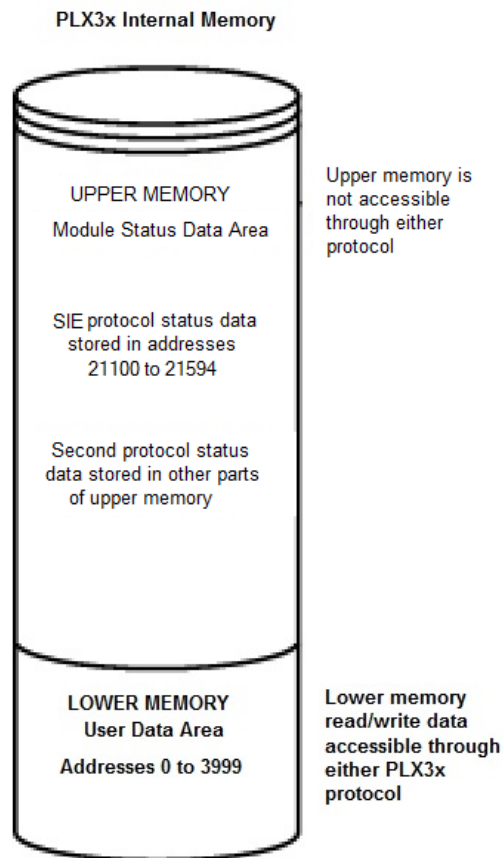 PLX3x Internal Memory
UPPER MEMORY
Module Status Data Area
Upper memory is
not accessible
through either
protocol
SIE protocol status data
stored in addresses
21100 to 21594
Second protocol status
data stored in other parts
of upper memory
LOWER MEMORY
User Data Area
Addresses 0 to 3999
Lower memory
read/write data
accessible through
either PLX3x
protocol